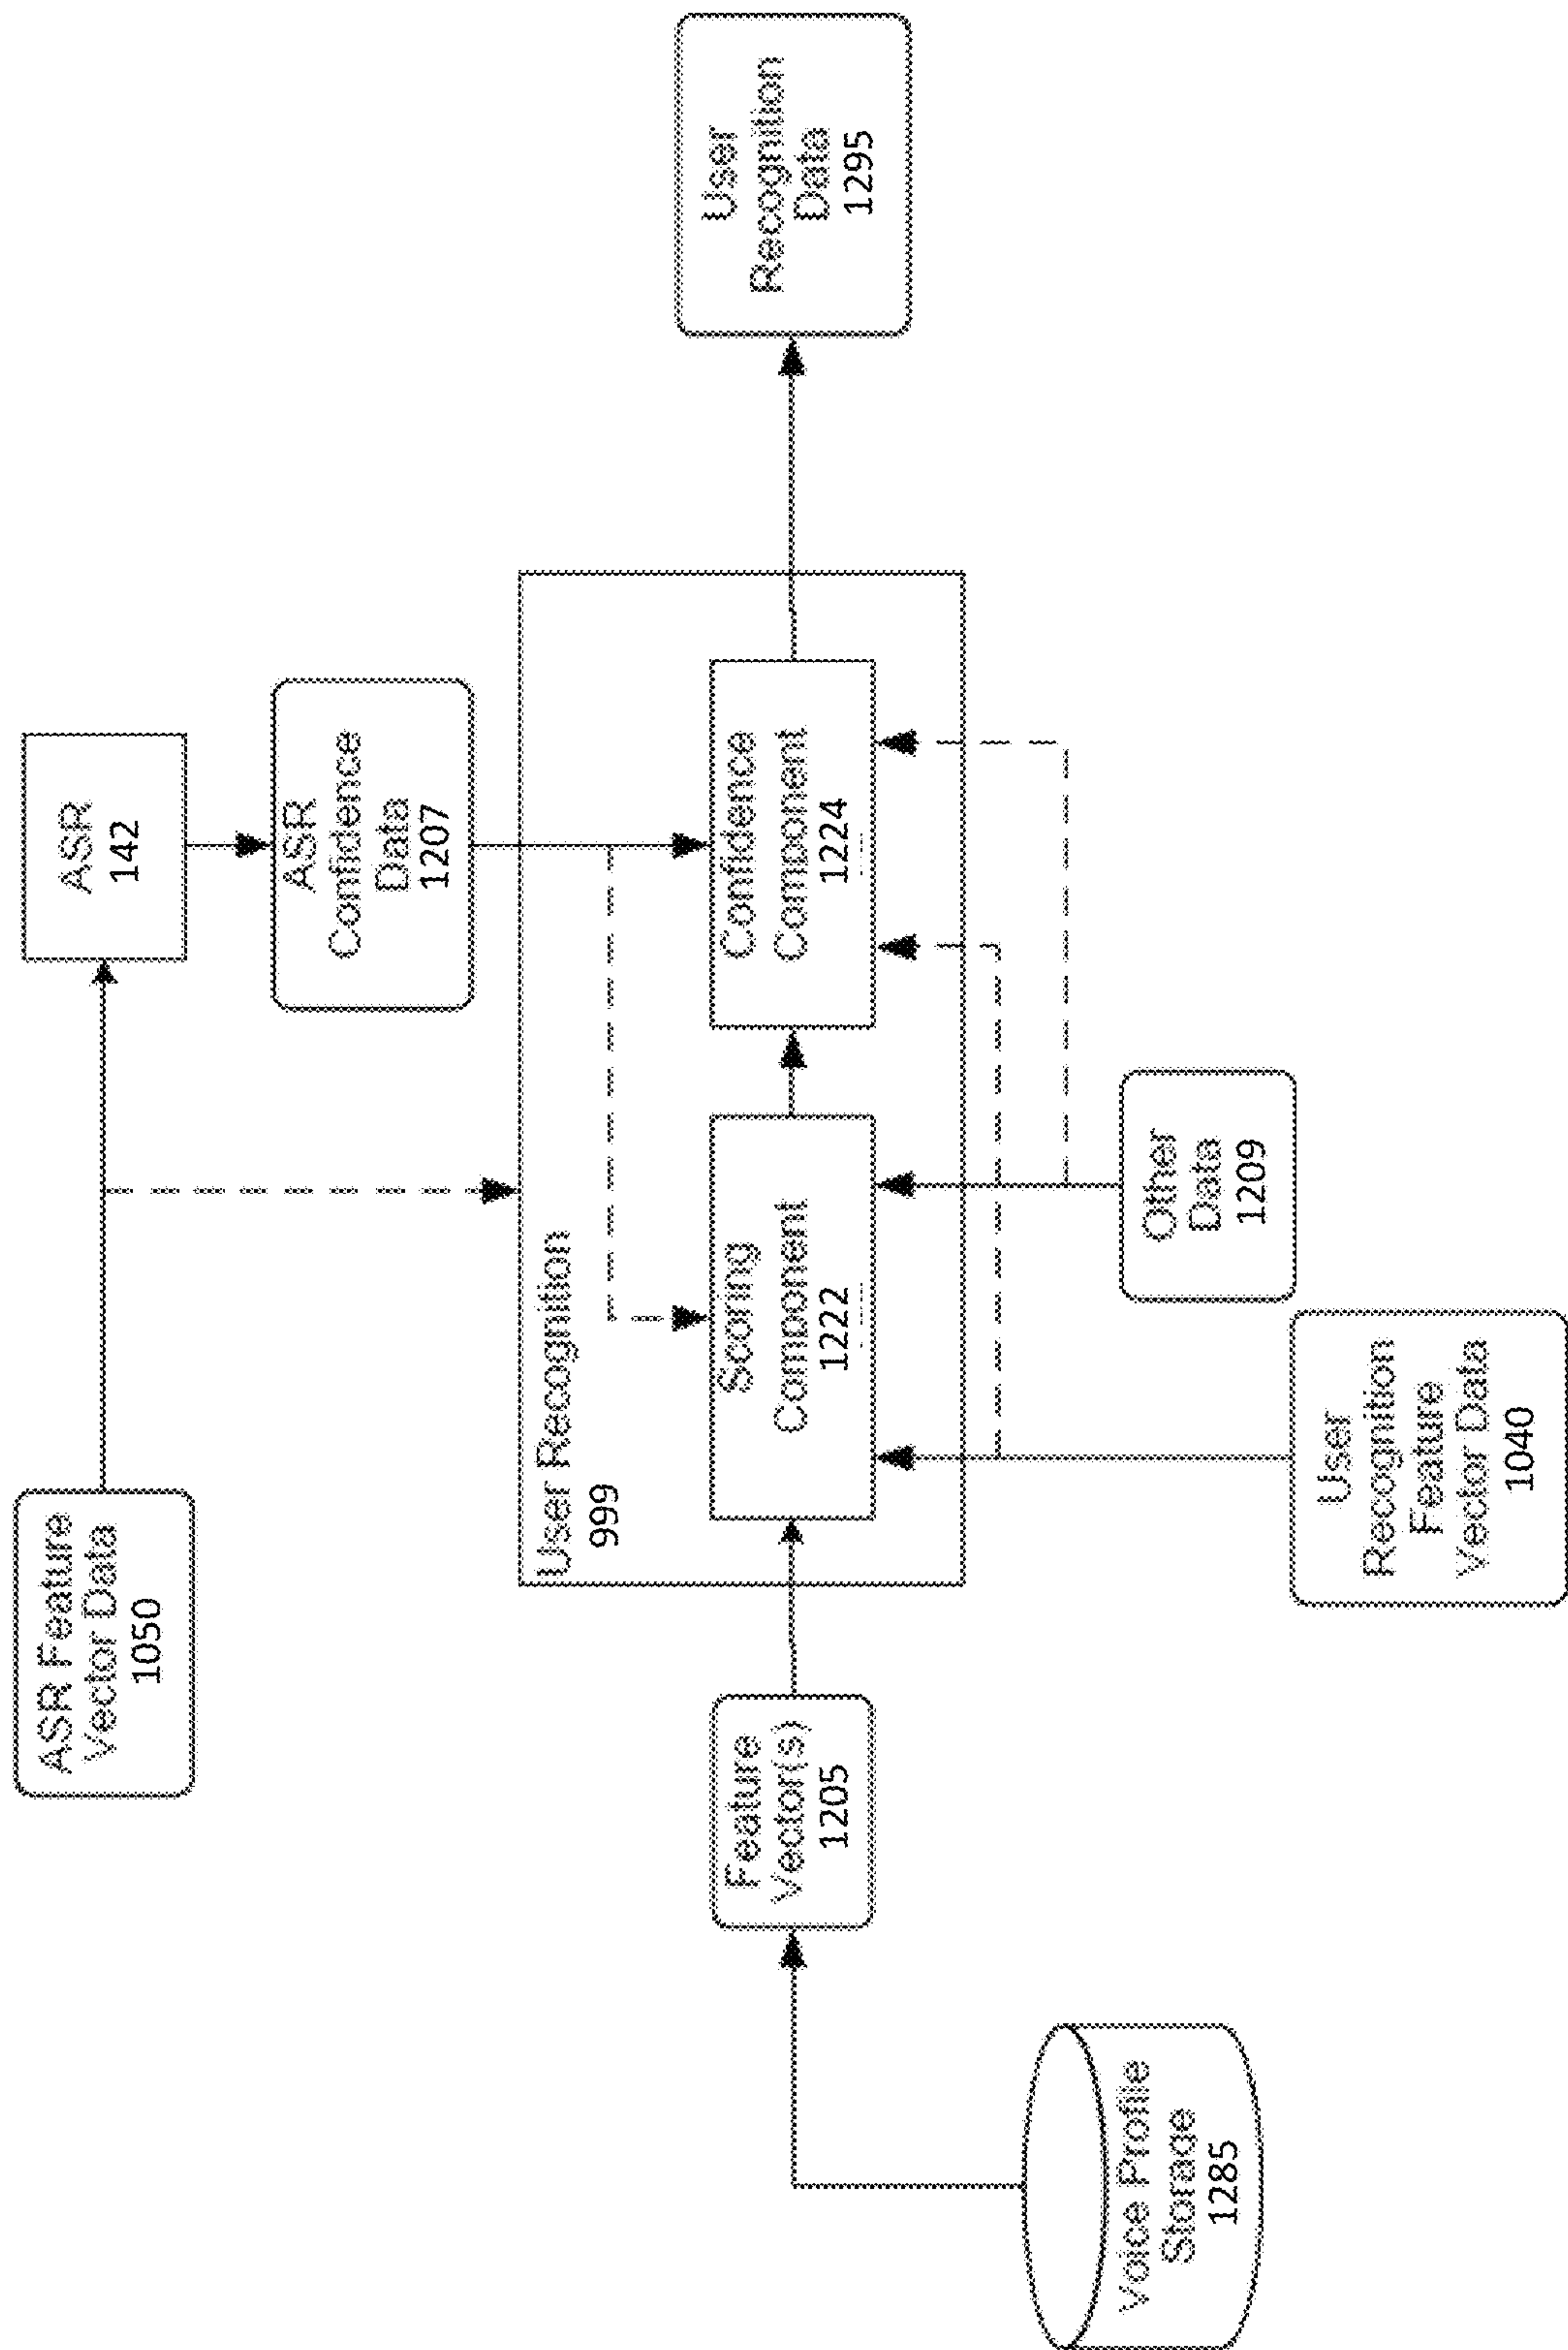 ASR Feature
Vector Data
1050
ASR
142
ASR
Confidence
Data
1207
User Recognition
999
Voice Profile
Storage
1285
Feature
Vector(s)
1205
Scoring
Component
1222
Confidence
Component
1224
User
Recognition
Data
1295
Other
Data
1209
User
Recognition
Feature
Vector Data
1040